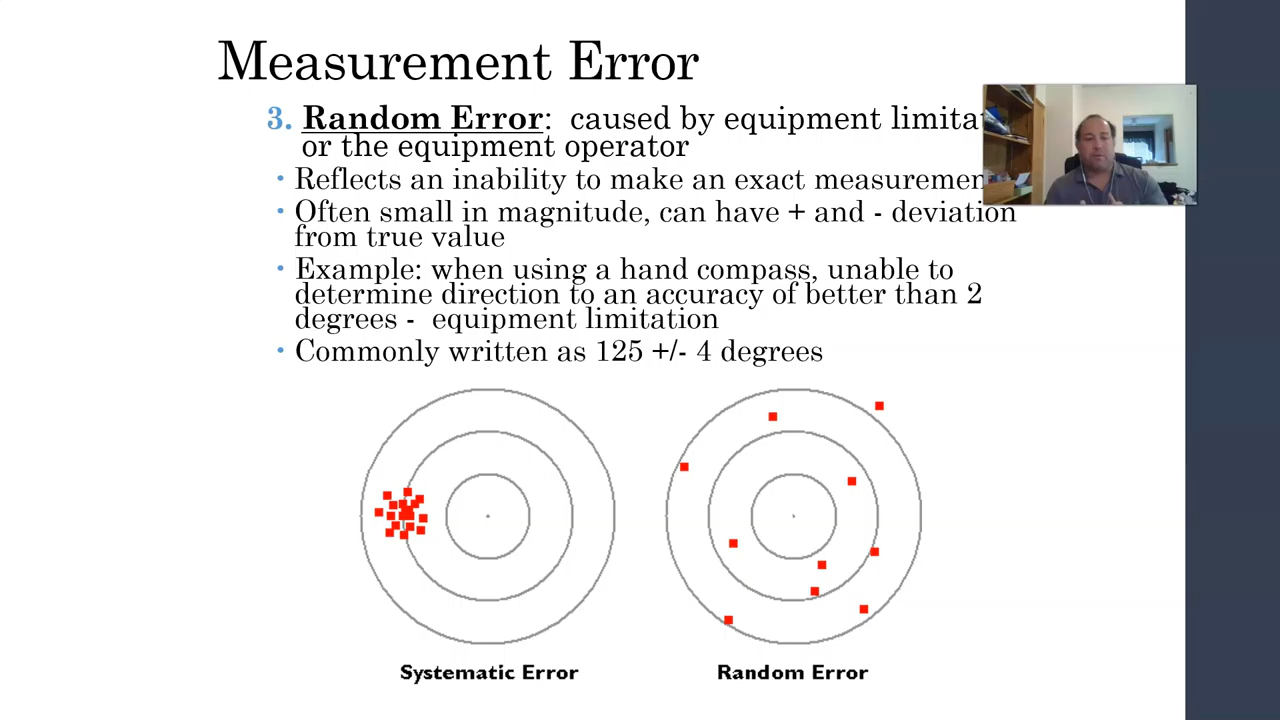 Measurement Error
3. Random Error: caused by equipment
or the equipment operator
• Reflects an inability to make an exact
• Often small in magnitude, can have + and - deviation
from true value
• Example: when using a hand compass, unable to
determine direction to an accuracy of better than 2
degrees - equipment limitation
• Commonly written as 125 +/- 4 degrees
Systematic Error
Random Error